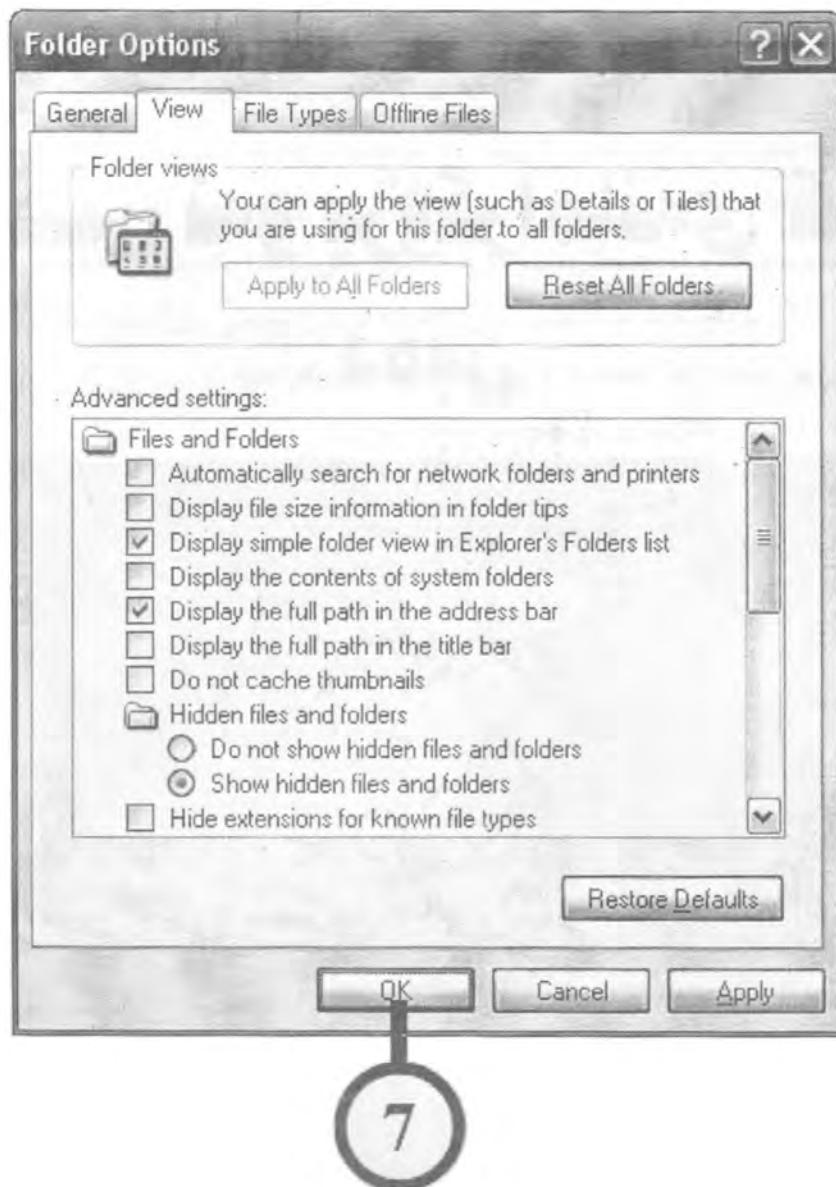 Folder Options
General View File Types Offline Files
Folder views
You can apply the view (such as Details or Tiles) that
you are using for this folder to all folders.
Apply to All Folders Reset All Folders
Advanced settings:
Files and Folders
Automatically search for network folders and printers
Display file size information in folder tips
Display simple folder view in Explorer's Folders list
Display the contents of system folders
Display the full path in the address bar
Display the full path in the title bar
Do not cache thumbnails
Hidden files and folders
Do not show hidden files and folders
Show hidden files and folders
Hide extensions for known file types
Restore Defaults
OK Cancel Apply
7